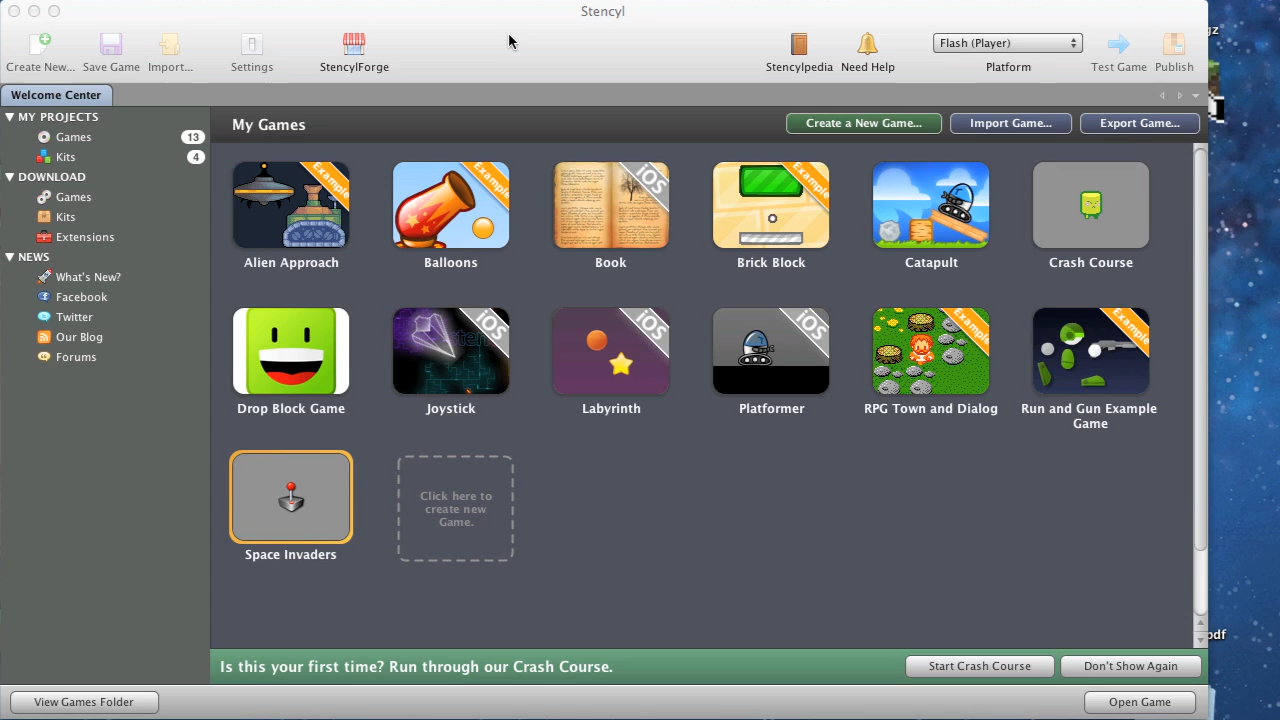 Stencyl
gz
Create New... Save Game Import... Settings StencylForge Stencylpedia Need Help Flash (Player) Platform Test Game Publish
Welcome Center
MY PROJECTS
Games 13
Kits 4
DOWNLOAD
Games
Kits
Extensions
NEWS
What's New?
Facebook
Twitter
Our Blog
Forums
My Games Create a New Game... Import Game... Export Game...
Example iOS Example
Alien Approach Balloons Book Brick Block Catapult Crash Course
Example
iOS iOS iOS Example Example
Drop Block Game Joystick Labyrinth Platformer RPG Town and Dialog Run and Gun Example
Game
Click here to
create new
Game.
Space Invaders
pdf
Is this your first time? Run through our Crash Course. Start Crash Course Don't Show Again
View Games Folder Open Game